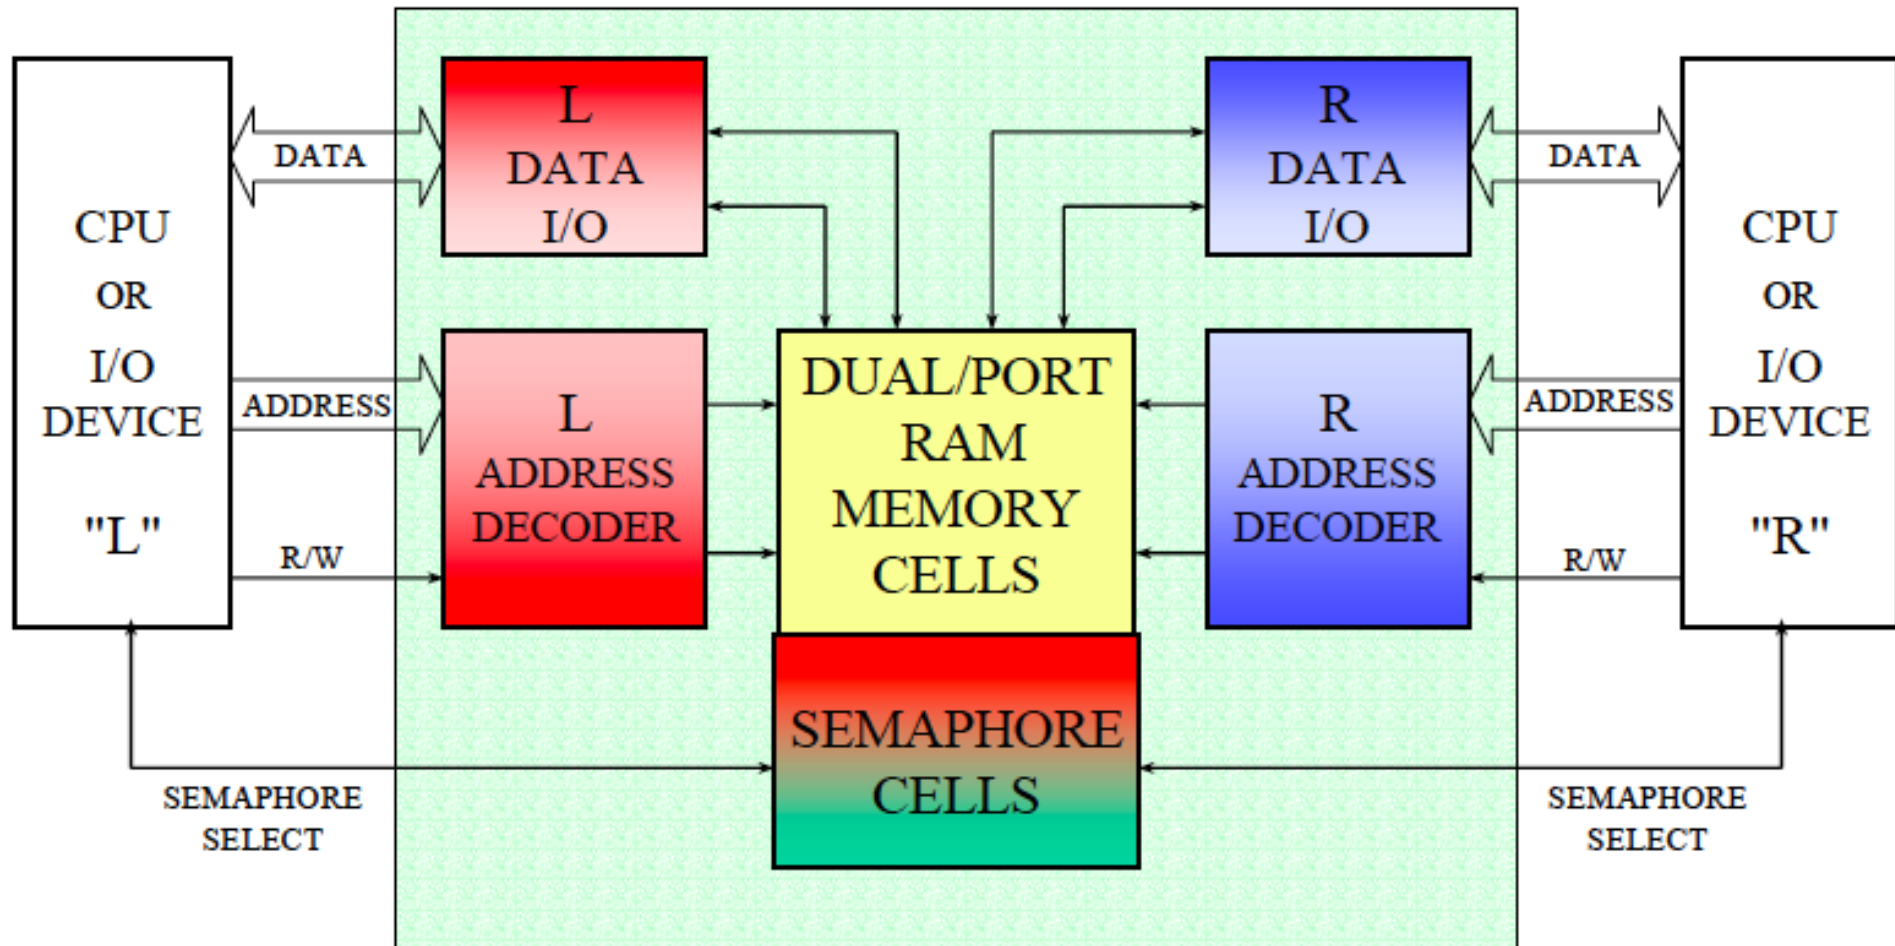 CPU
OR
I/O
DEVICE
"L"
DATA
ADDRESS
R/W
SEMAPHORE
SELECT
L
DATA
I/O
L
ADDRESS
DECODER
DUAL/PORT
RAM
MEMORY
CELLS
SEMAPHORE
CELLS
R
DATA
I/O
R
ADDRESS
DECODER
DATA
ADDRESS
R/W
SEMAPHORE
SELECT
CPU
OR
I/O
DEVICE
"R"